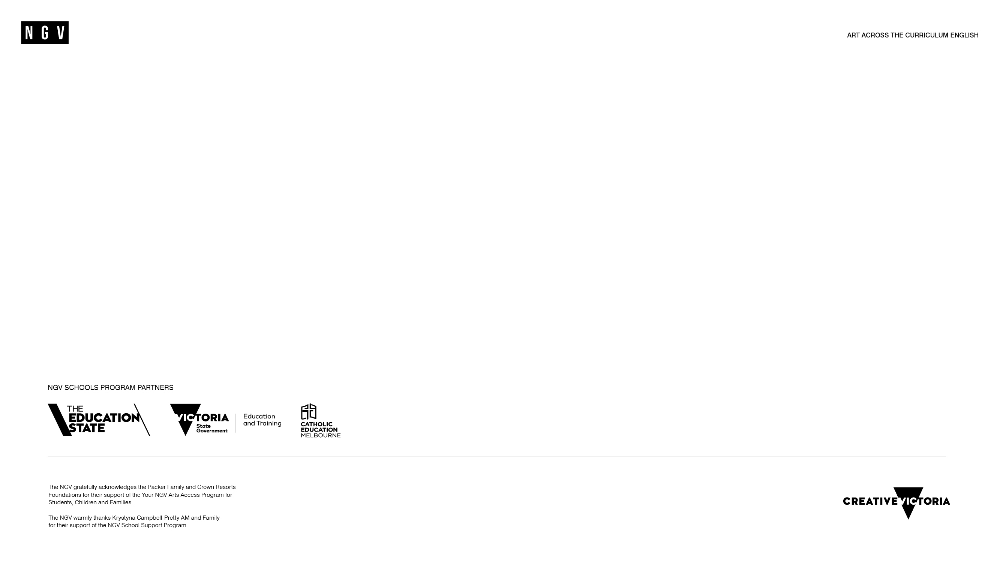 NGV
ART ACROSS THE CURRICULUM ENGLISH
NGV SCHOOLS PROGRAM PARTNERS
THE
EDUCATION
STATE
VICTORIA
State
Government
Education
and Training
CATHOLIC
EDUCATION
MELBOURNE
The NGV gratefully acknowledges the Packer Family and Crown Resorts
Foundations for their support of the Your NGV Arts Access Program for
Students, Children and Families.
The NGV warmly thanks Krystyna Campbell-Pretty AM and Family
for their support of the NGV School Support Program.
CREATIVE VICTORIA